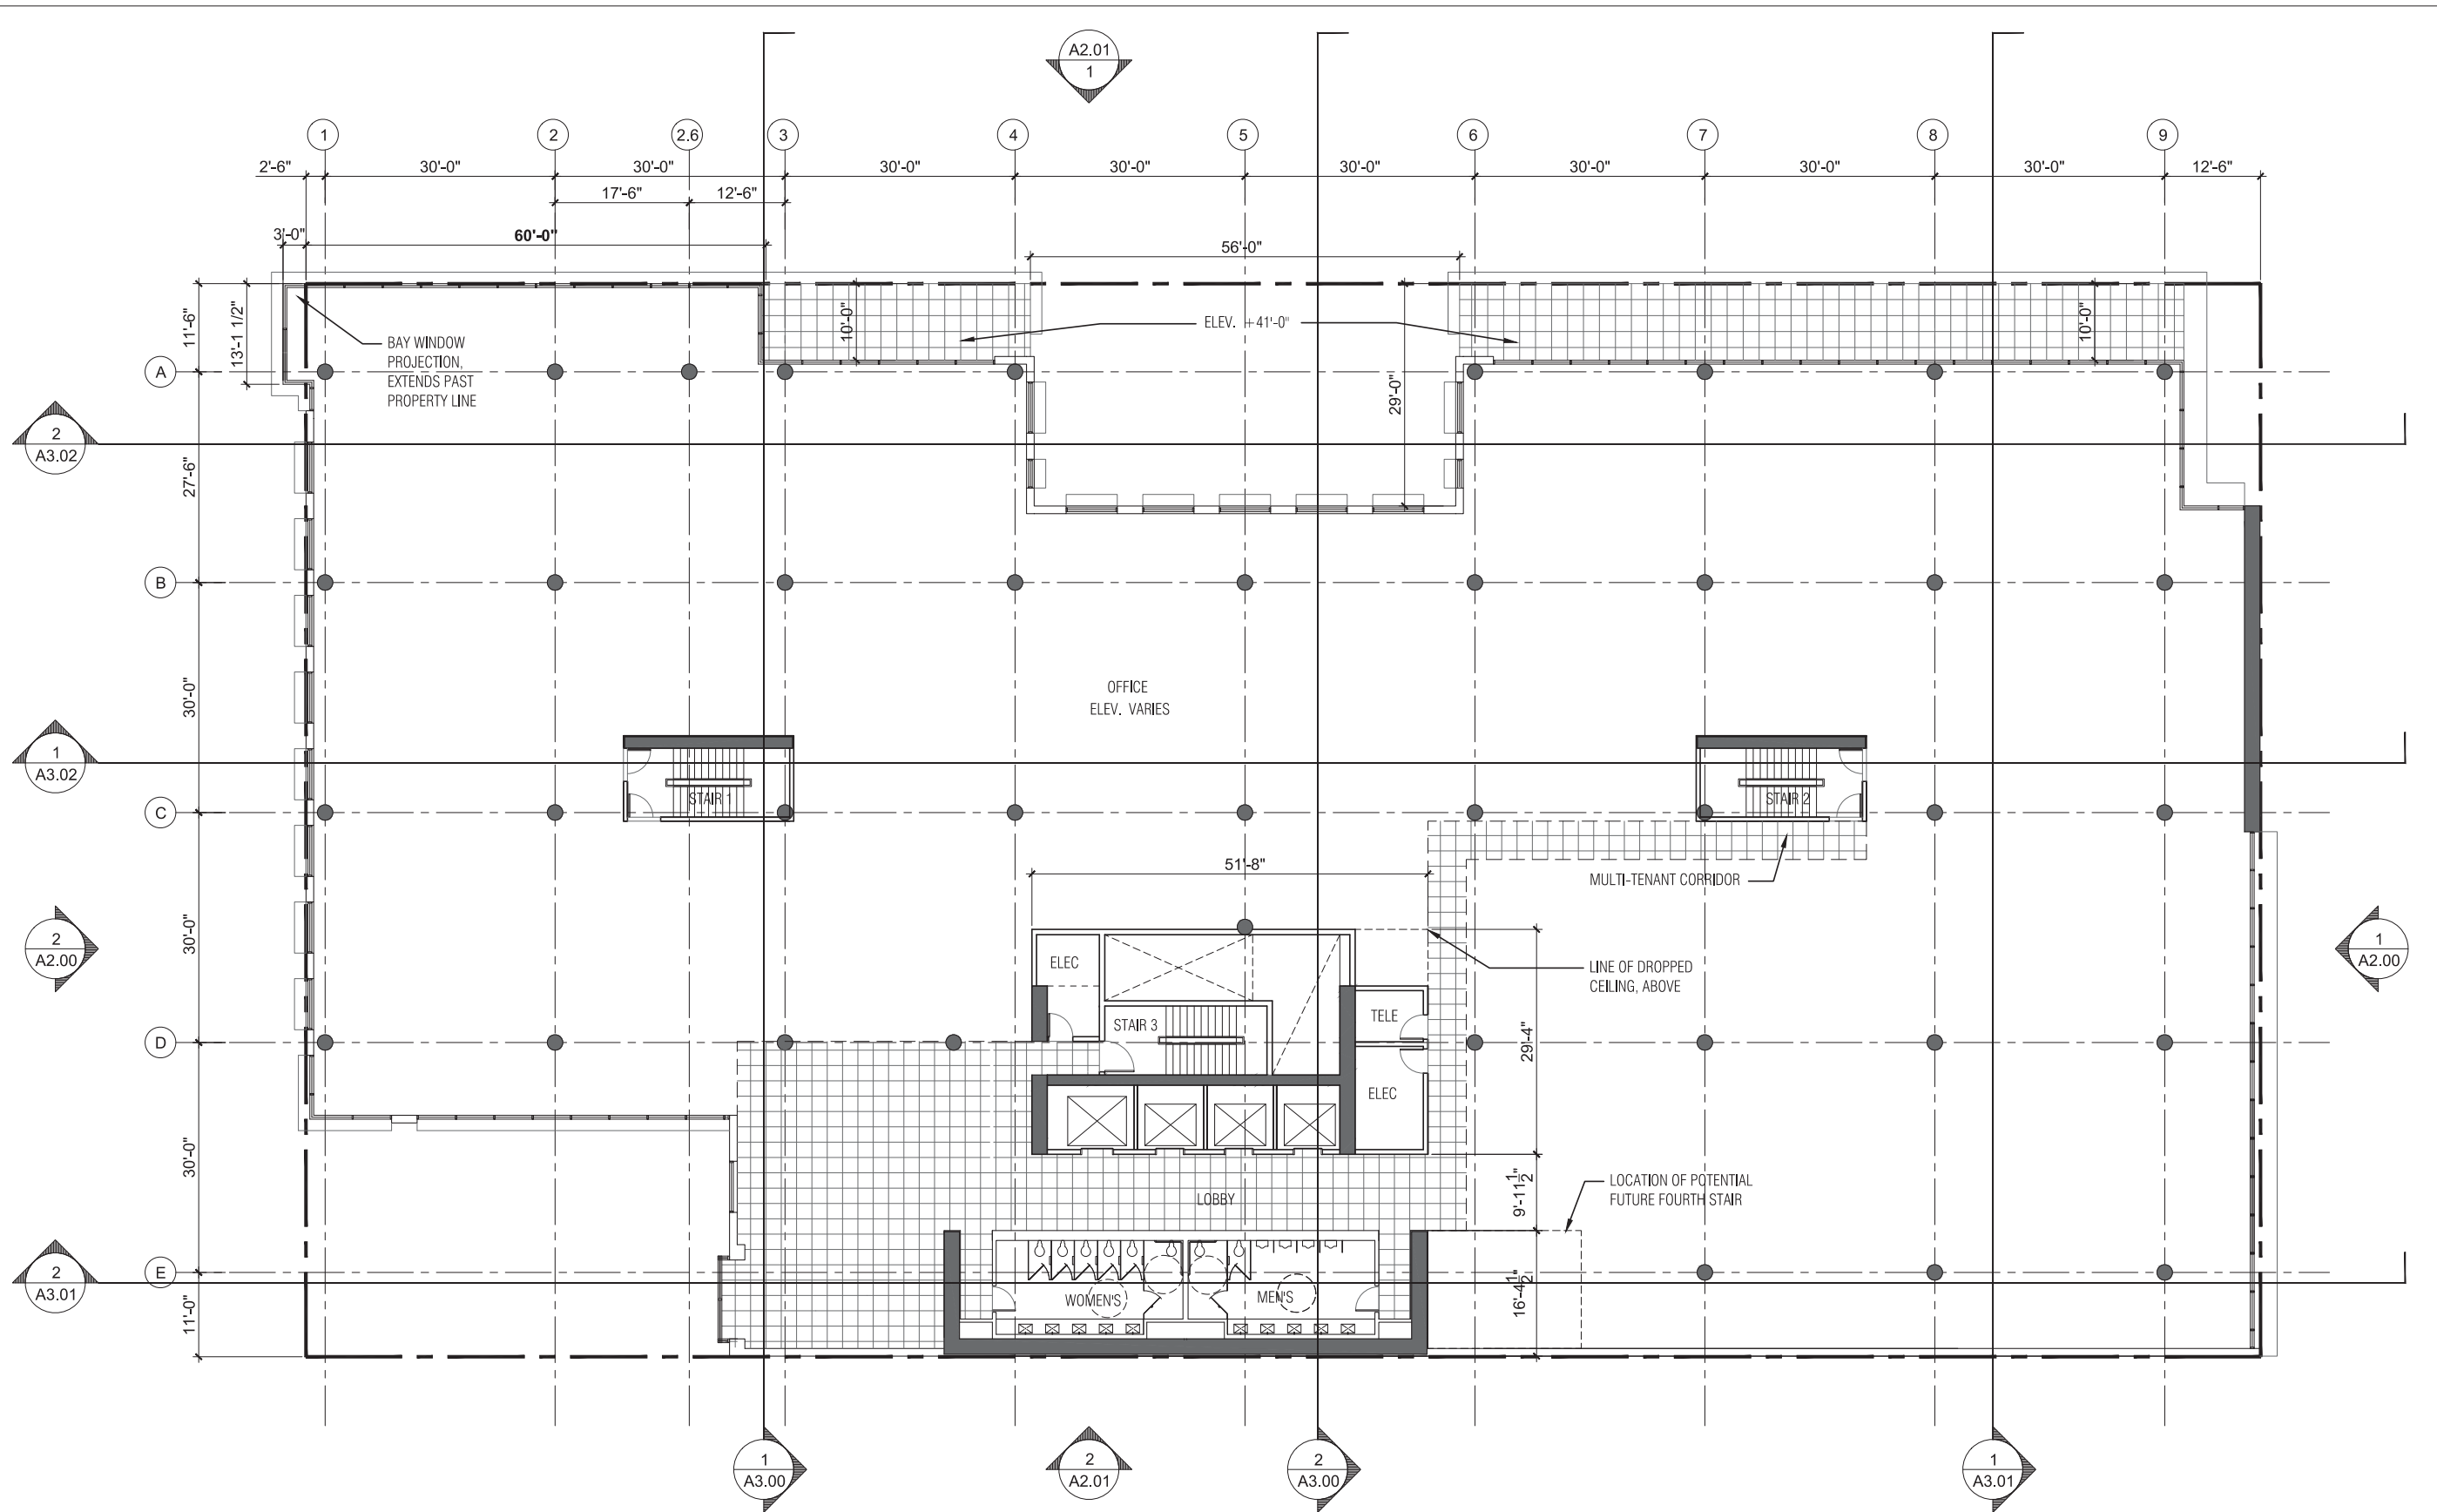 A2.01
1
1
2
2.6
3
4
5
6
7
8
9
2'-6"
30'-0"
30'-0"
30'-0"
30'-0"
30'-0"
30'-0"
30'-0"
30'-0"
12'-6"
17'-6"
12'-6"
3'-0"
60'-0"
56'-0"
11'-6"
13'-1 1/2"
10'-0"
ELEV. +41'-0"
10'-0"
BAY WINDOW
PROJECTION,
EXTENDS PAST
PROPERTY LINE
A
29'-0"
2
A3.02
27'-6"
B
30'-0"
OFFICE
ELEV. VARIES
1
A3.02
STAIR 1
STAIR 2
C
51'-8"
MULTI-TENANT CORRIDOR
30'-0"
2
A2.00
1
A2.00
ELEC
LINE OF DROPPED
CEILING, ABOVE
TELE
STAIR 3
D
29'-4"
ELEC
30'-0"
LOBBY
9'-11 1/2"
LOCATION OF POTENTIAL
FUTURE FOURTH STAIR
E
2
A3.01
WOMEN'S
MEN'S
16'-4 1/2"
11'-0"
1
A3.00
2
A2.01
2
A3.00
1
A3.01